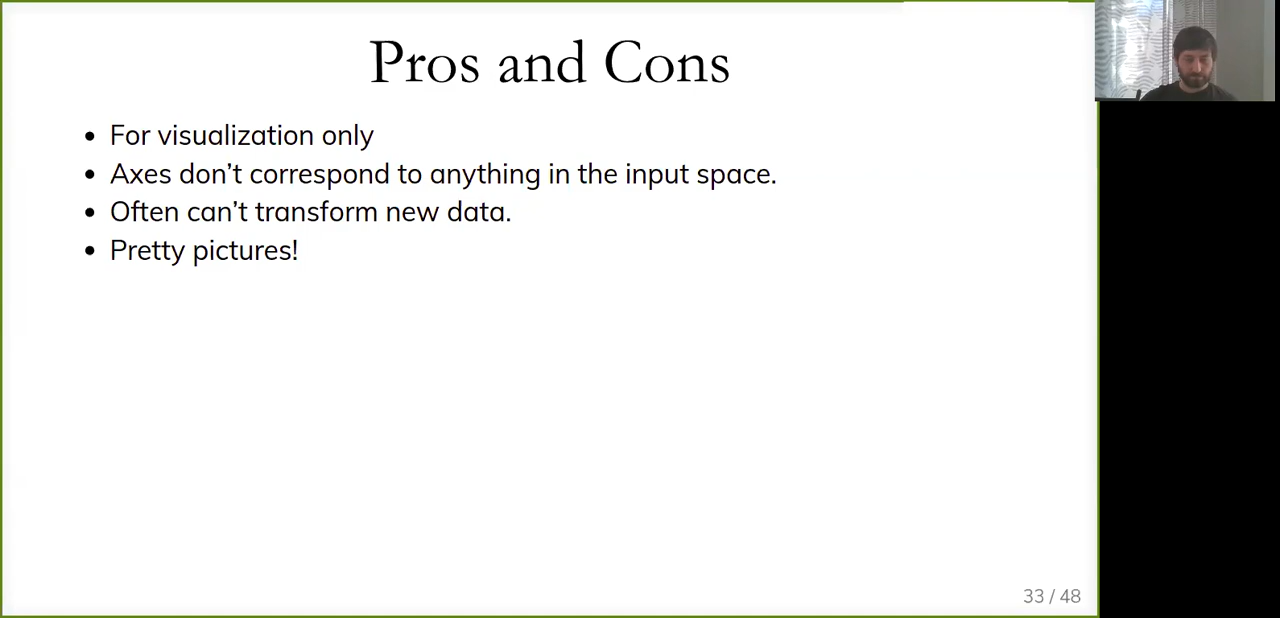 Pros and Cons
• For visualization only
• Axes don’t correspond to anything in the input space.
• Often can’t transform new data.
• Pretty pictures!
33 / 48